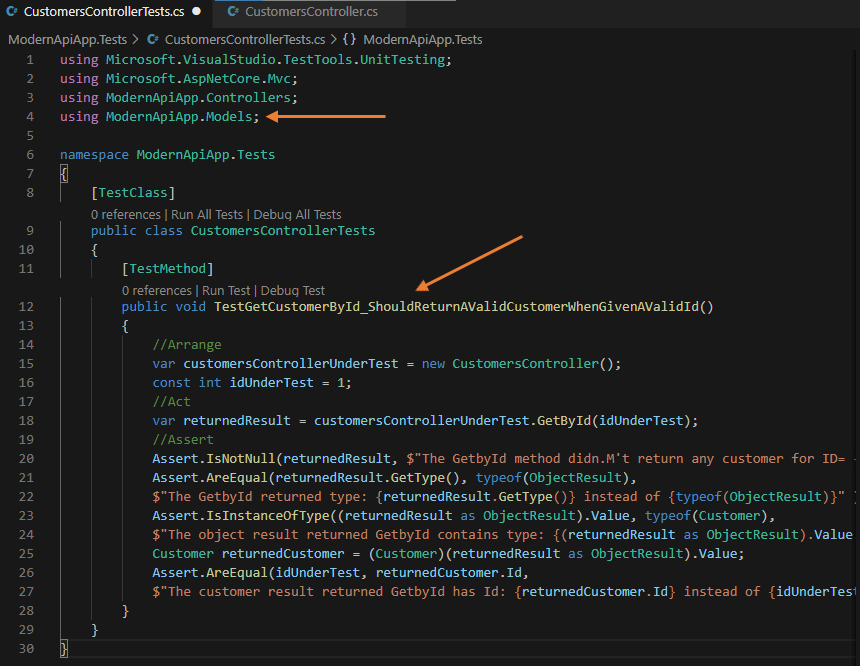 C# CustomersControllerTests.cs ● C# CustomersController.cs
ModernApiApp.Tests > C# CustomersControllerTests.cs > {} ModernApiApp.Tests
1 using Microsoft.VisualStudio.TestTools.UnitTesting;
2 using Microsoft.AspNetCore.Mvc;
3 using ModernApiApp.Controllers;
4 using ModernApiApp.Models;
5
6 namespace ModernApiApp.Tests
7 {
8 [TestClass]
0 references | Run All Tests | Debug All Tests
9 public class CustomersControllerTests
10 {
11 [TestMethod]
0 references | Run Test | Debug Test
12 public void TestGetCustomerById_ShouldReturnAValidCustomerWhenGivenAValidId()
13 {
14 //Arrange
15 var customersControllerUnderTest = new CustomersController();
16 const int idUnderTest = 1;
17 //Act
18 var returnedResult = customersControllerUnderTest.GetById(idUnderTest);
19 //Assert
20 Assert.IsNotNull(returnedResult, $"The GetbyId method didn.M't return any customer for ID=
21 Assert.AreEqual(returnedResult.GetType(), typeof(ObjectResult),
22 $"The GetbyId returned type: {returnedResult.GetType()} instead of {typeof(ObjectResult)}"
23 Assert.IsInstanceOfType((returnedResult as ObjectResult).Value, typeof(Customer),
24 $"The object result returned GetbyId contains type: {(returnedResult as ObjectResult).Value
25 Customer returnedCustomer = (Customer)(returnedResult as ObjectResult).Value;
26 Assert.AreEqual(idUnderTest, returnedCustomer.Id,
27 $"The customer result returned GetbyId has Id: {returnedCustomer.Id} instead of {idUnderTest
28 }
29 }
30 }